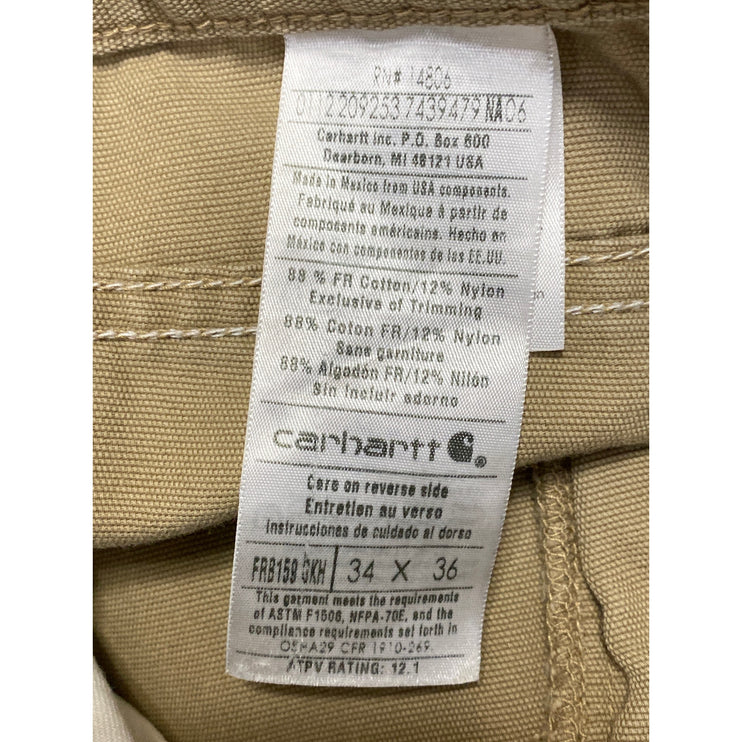 RN# 14806
01122092537439479 NA06
Carhartt Inc. P.O. Box 600
Dearborn, MI 48121 USA
Made in Mexico from USA components.
Fabriqué au Mexique à partir de
composants américains. Hecho en
México con componentes de los EE.UU.
88 % FR Cotton/12% Nylon
Exclusive of Trimming
88% Coton FR/12% Nylon
Sans garniture
88% Algodón FR/12% Nilón
Sin incluir adorno
carhartt
Care on reverse side
Entretien au verso
Instrucciones de cuidado al dorso
FRB159 GKH 34 X 36
This garment meets the requirements
of ASTM F1506, NFPA-70E, and the
compliance requirements set forth in
OSHA29 CFR 1910-269.
ATPV RATING: 12.1